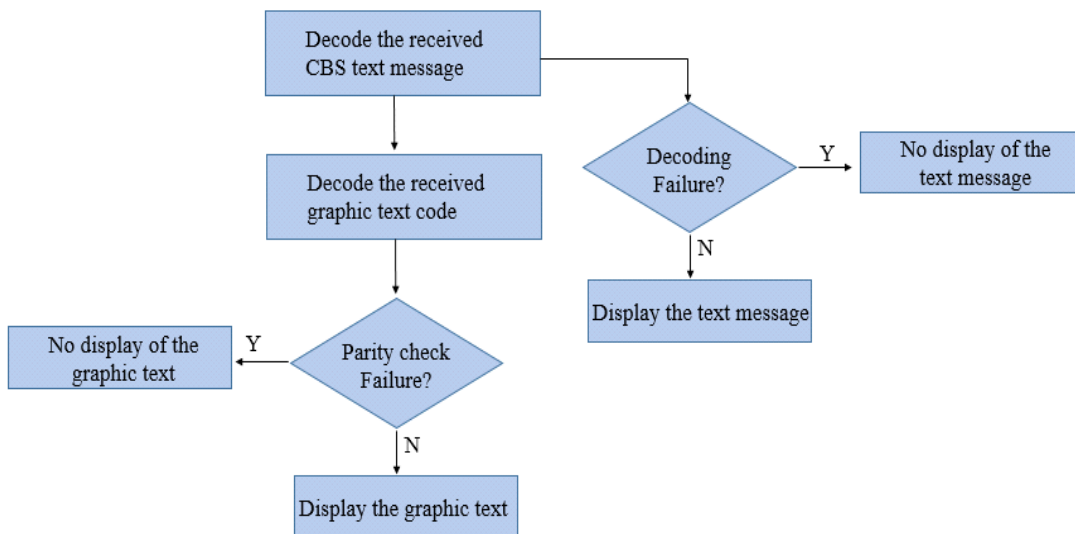 Decode the received
CBS text message
Decode the received
graphic text code
Decoding
Failure?
Y
No display of the
text message
N
Display the text message
No display of the
graphic text
Y
Parity check
Failure?
N
Display the graphic text